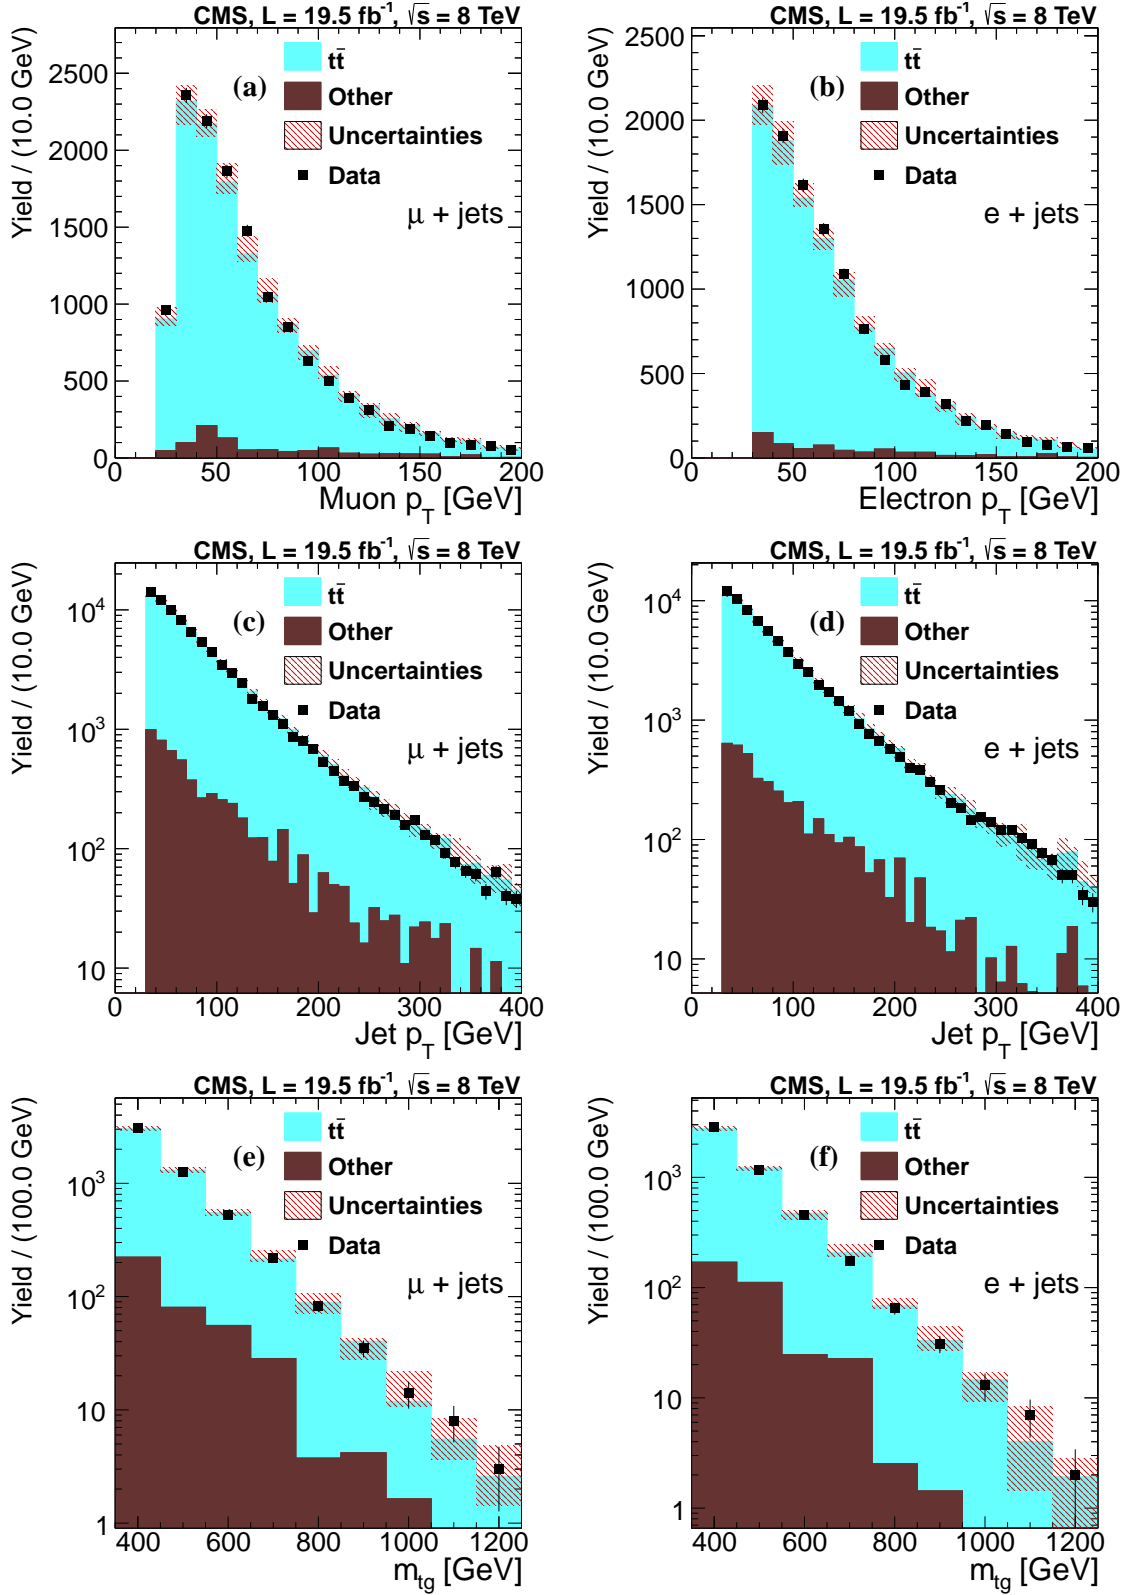 CMS, L = 19.5 fb⁻¹, √s = 8 TeV
Yield / (10.0 GeV)
2500
2000
1500
1000
500
0
(a)
tt̄
Other
Uncertainties
Data
μ + jets
0 50 100 150 200
Muon p_T [GeV]
CMS, L = 19.5 fb⁻¹, √s = 8 TeV
Yield / (10.0 GeV)
2500
2000
1500
1000
500
0
(b)
tt̄
Other
Uncertainties
Data
e + jets
0 50 100 150 200
Electron p_T [GeV]
CMS, L = 19.5 fb⁻¹, √s = 8 TeV
Yield / (10.0 GeV)
10⁴
10³
10²
10
(c)
tt̄
Other
Uncertainties
Data
μ + jets
0 100 200 300 400
Jet p_T [GeV]
CMS, L = 19.5 fb⁻¹, √s = 8 TeV
Yield / (10.0 GeV)
10⁴
10³
10²
10
(d)
tt̄
Other
Uncertainties
Data
e + jets
0 100 200 300 400
Jet p_T [GeV]
CMS, L = 19.5 fb⁻¹, √s = 8 TeV
Yield / (100.0 GeV)
10³
10²
10
1
(e)
tt̄
Other
Uncertainties
Data
μ + jets
400 600 800 1000 1200
m_tg [GeV]
CMS, L = 19.5 fb⁻¹, √s = 8 TeV
Yield / (100.0 GeV)
10³
10²
10
1
(f)
tt̄
Other
Uncertainties
Data
e + jets
400 600 800 1000 1200
m_tg [GeV]